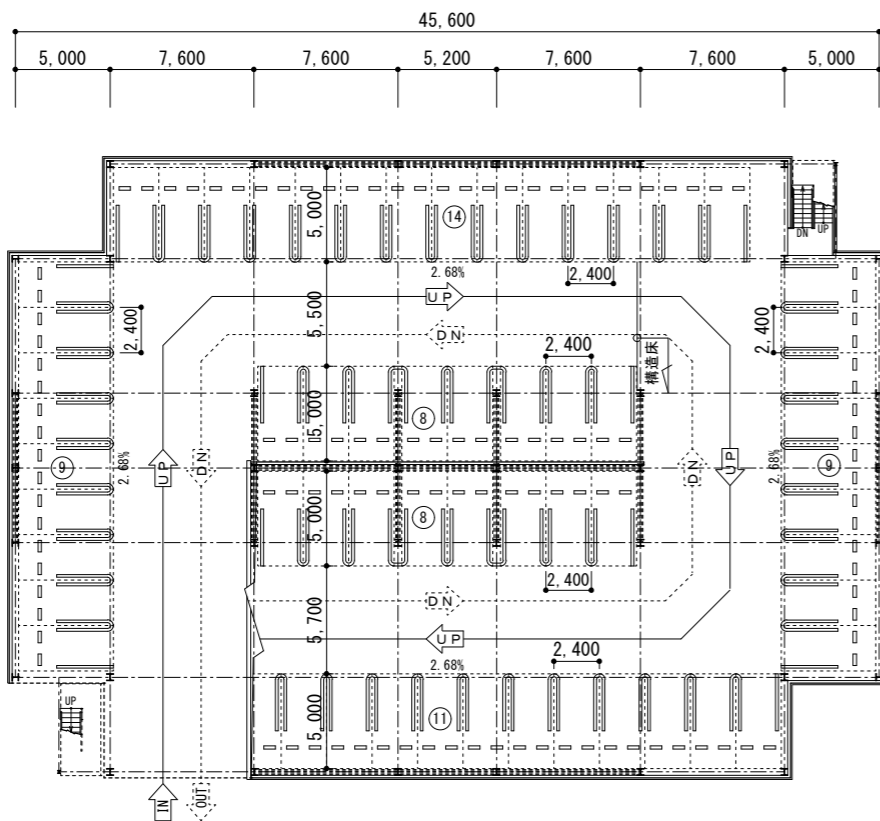 45,600
5,000 7,600 7,600 5,200 7,600 7,600 5,000
5,000
14
DN UP
2.68%
2,400
UP
2,400
5,500
DN
2,400
2,400
構造床
5,000
8
9
2.68%
UP
DN
DN
UP
2.68%
9
5,000
8
2,400
DN
5,700
UP
2.68%
2,400
UP
5,000
11
IN
OUT